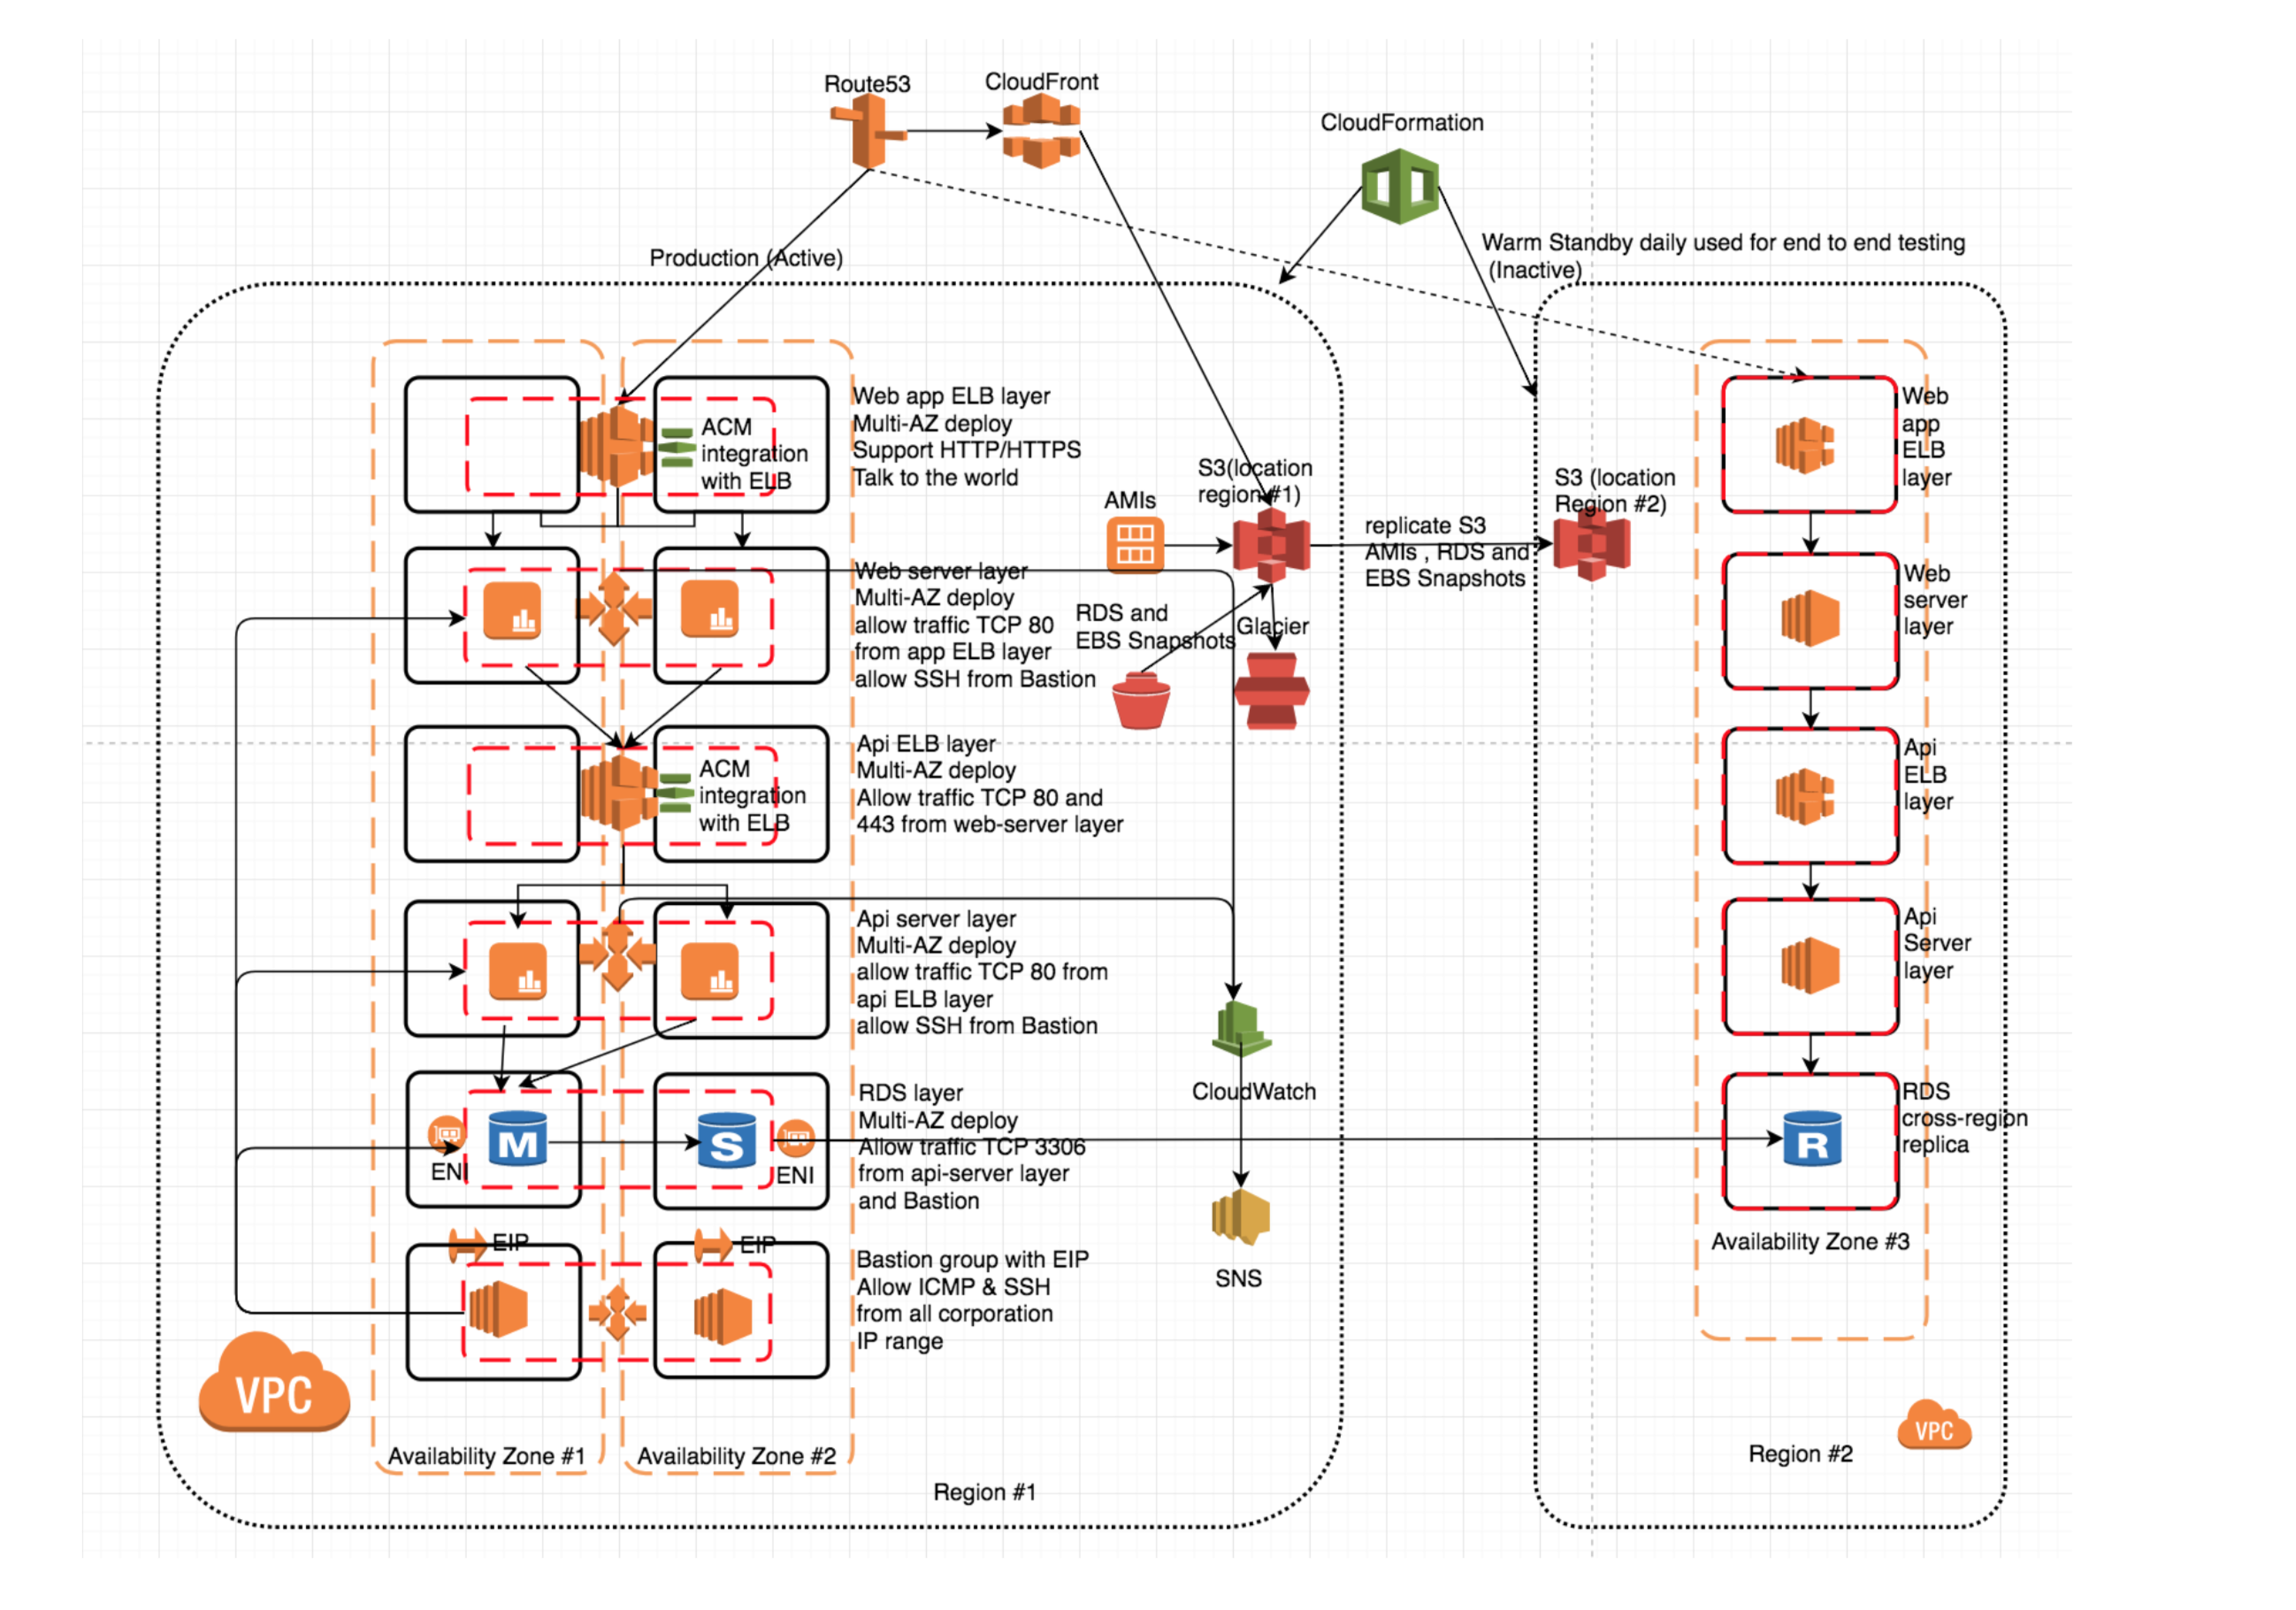 Route53
CloudFront
CloudFormation
Production (Active)
Warm Standby daily used for end to end testing
(Inactive)
ACM
integration
with ELB
Web app ELB layer
Multi-AZ deploy
Support HTTP/HTTPS
Talk to the world
AMIs
S3(location
region#1)
replicate S3
AMIs , RDS and
EBS Snapshots
S3 (location
Region #2)
Web
app
ELB
layer
Web server layer
Multi-AZ deploy
allow traffic TCP 80
from app ELB layer
allow SSH from Bastion
RDS and
EBS Snapshots
Glacier
Web
server
layer
ACM
integration
with ELB
Api ELB layer
Multi-AZ deploy
Allow traffic TCP 80 and
443 from web-server layer
Api
ELB
layer
Api server layer
Multi-AZ deploy
allow traffic TCP 80 from
api ELB layer
allow SSH from Bastion
Api
Server
layer
CloudWatch
M
ENI
S
ENI
RDS layer
Multi-AZ deploy
Allow traffic TCP 3306
from api-server layer
and Bastion
R
RDS
cross-region
replica
Availability Zone #3
SNS
EIP
EIP
Bastion group with EIP
Allow ICMP & SSH
from all corporation
IP range
VPC
Availability Zone #1
Availability Zone #2
Region #1
VPC
Region #2